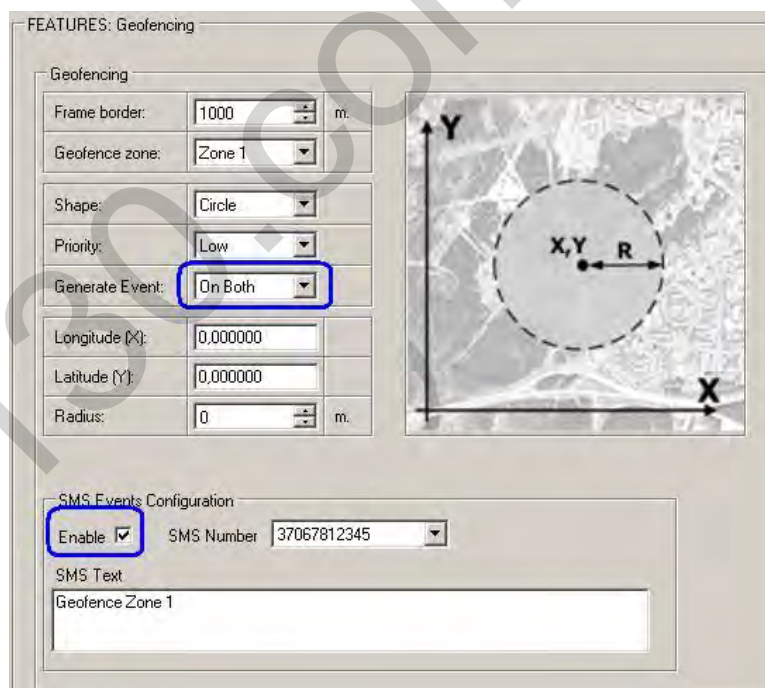 FEATURES: Geofencing
Geofencing
Frame border: 1000 m.
Geofence zone: Zone 1
Shape: Circle
Priority: Low
Generate Event: On Both
Longitude (X): 0,000000
Latitude (Y): 0,000000
Radius: 0 m.
Y
X,Y R
X
SMS Events Configuration
Enable SMS Number 37067812345
SMS Text
Geofence Zone 1